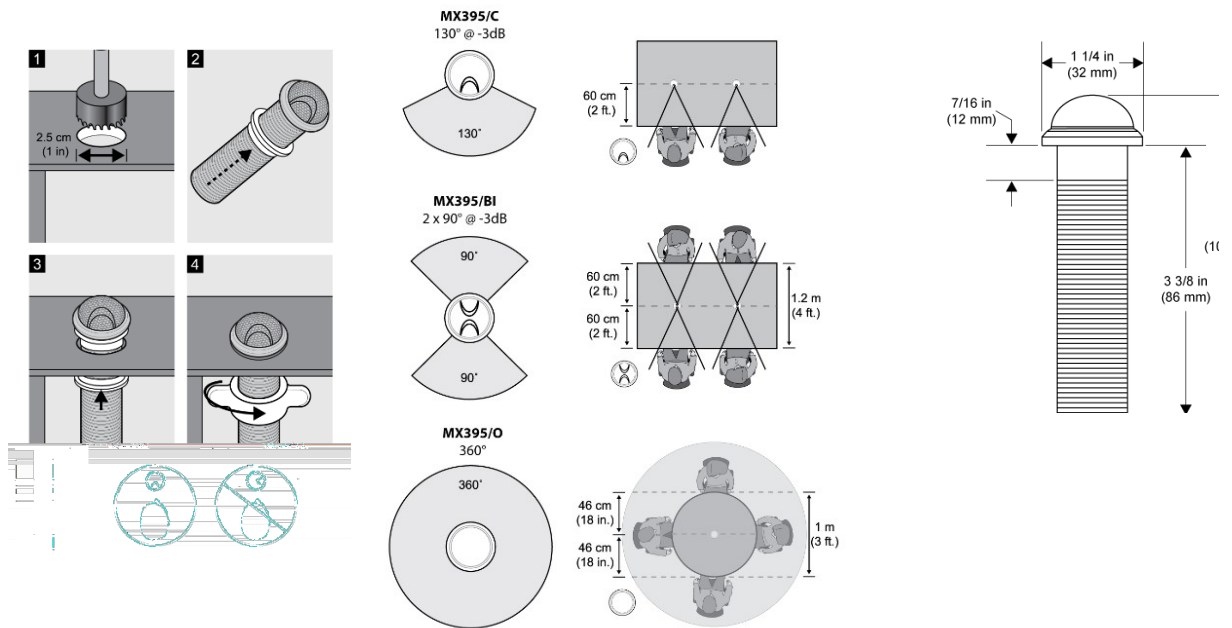 1
2
2.5 cm
(1 in)
3
4
MX395/C
130° @ -3dB
130˚
60 cm
(2 ft.)
MX395/BI
2 x 90° @ -3dB
90˚
90˚
60 cm
(2 ft.)
60 cm
(2 ft.)
1.2 m
(4 ft.)
MX395/O
360°
360˚
46 cm
(18 in.)
46 cm
(18 in.)
1 m
(3 ft.)
1 1/4 in
(32 mm)
7/16 in
(12 mm)
3 3/8 in
(86 mm)
(10